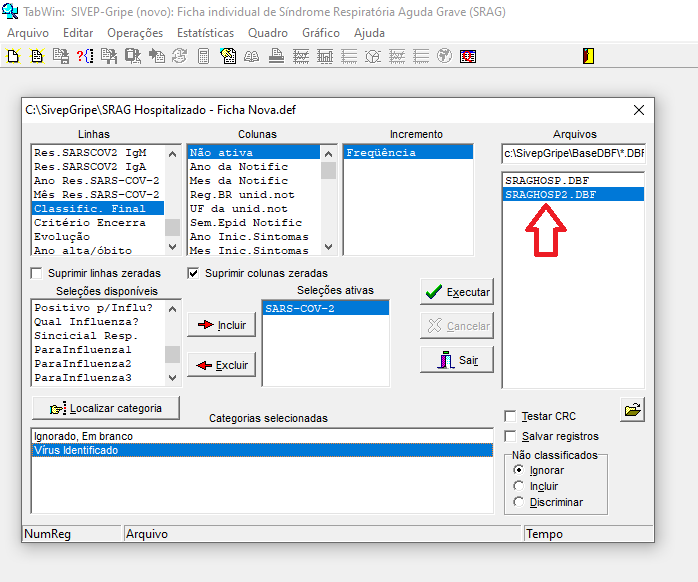 TabWin: SIVEP-Gripe (novo): Ficha individual de Síndrome Respiratória Aguda Grave (SRAG)
Arquivo Editar Operações Estatísticas Quadro Gráfico Ajuda
C:\SivepGripe\SRAG Hospitalizado - Ficha Nova.def
Linhas
Res.SARSCOV2 IgM
Res.SARSCOV2 IgA
Ano Res.SARS-COV-2
Mês Res.SARS-COV-2
Classific. Final
Critério Encerra
Evolução
Ano alta/óbito
Colunas
Não ativa
Ano da Notific
Mes da Notific
Reg.BR unid.not
UF da unid.not
Sem.Epid Notific
Ano Inic.Sintomas
Mes Inic.Sintomas
Incremento
Freqüência
Arquivos
c:\SivepGripe\BaseDBF\*.DBF
SRAGHOSP.DBF
SRAGHOSP2.DBF
Suprimir linhas zeradas
Suprimir colunas zeradas
Seleções disponíveis
Positivo p/Influ?
Qual Influenza?
Sincicial Resp.
ParaInfluenza1
ParaInfluenza2
ParaInfluenza3
Incluir
Excluir
Seleções ativas
SARS-COV-2
Executar
Cancelar
Sair
Localizar categoria
Categorias selecionadas
Ignorado, Em branco
Vírus Identificado
Testar CRC
Salvar registros
Não classificados
Ignorar
Incluir
Discriminar
NumReg
Arquivo
Tempo